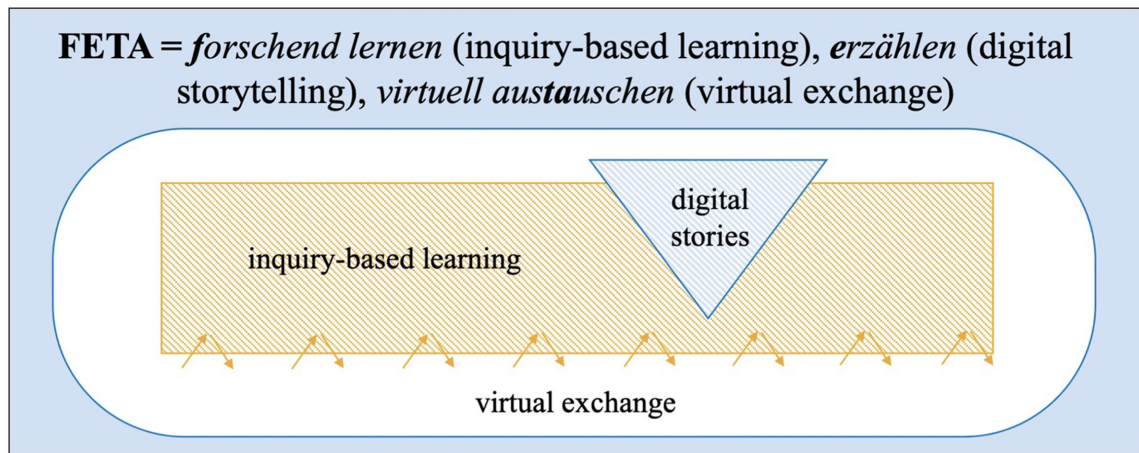 FETA = forschend lernen (inquiry-based learning), erzählen (digital
storytelling), virtuell austauschen (virtual exchange)
digital
stories
inquiry-based learning
virtual exchange